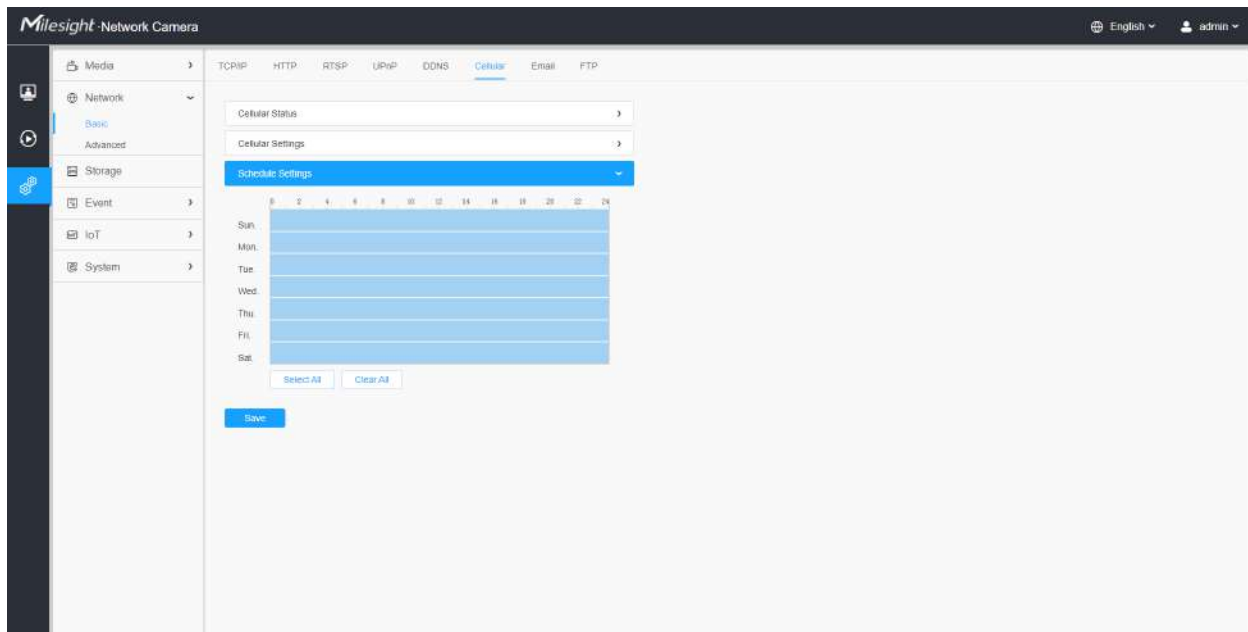 Milesight-Network Camera
English
admin
Media
Network
Basic
Advanced
Storage
Event
IoT
System
TCP/IP HTTP RTSP UPnP DDNS Cellular Email FTP
Cellular Status
Cellular Settings
Schedule Settings
0 2 4 6 8 10 12 14 16 18 20 22 24
Sun.
Mon.
Tue.
Wed.
Thu.
Fri.
Sat.
Select All Clear All
Save